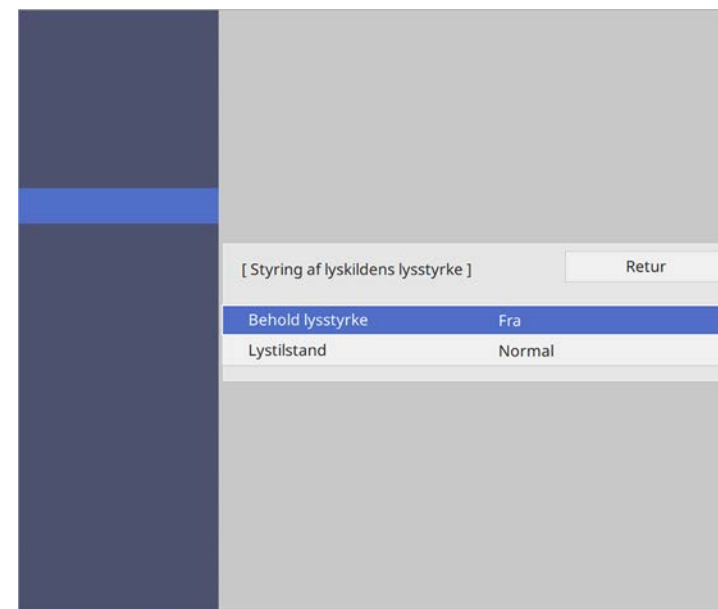 [ Styring af lyskildens lysstyrke ] Retur
Behold lysstyrke Fra
Lystilstand Normal